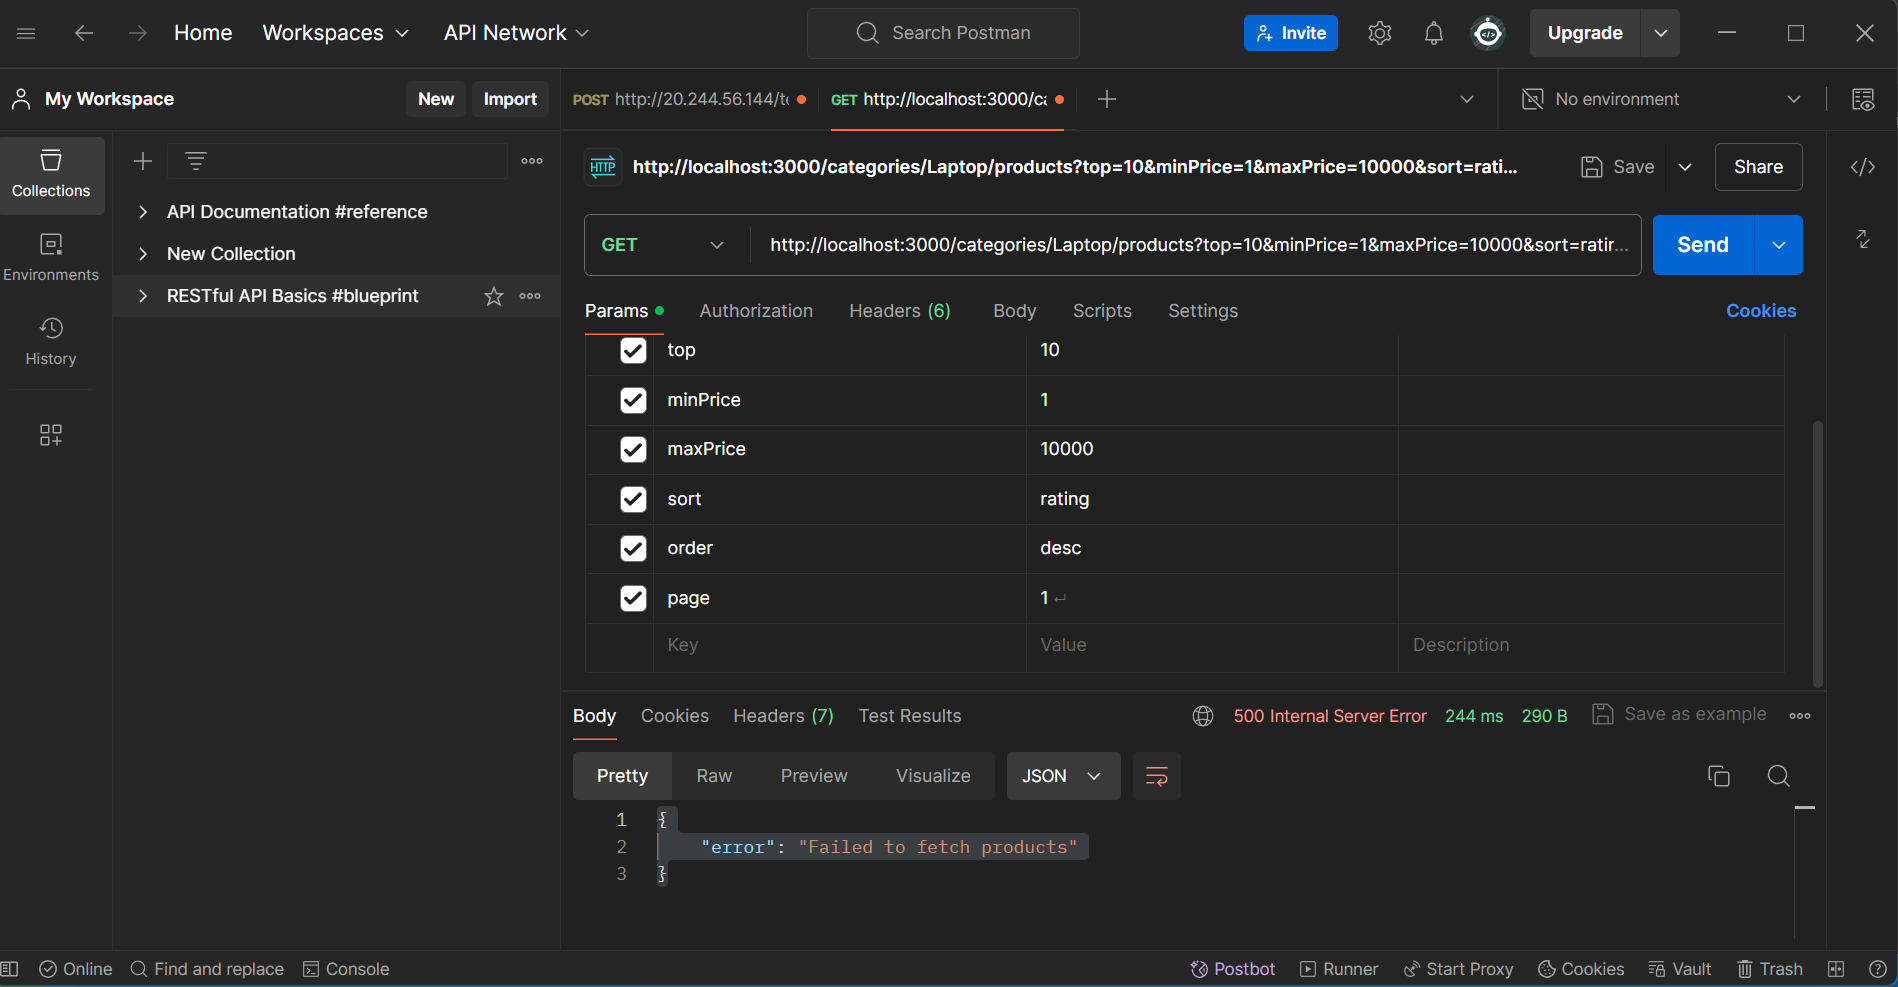 Home Workspaces API Network Search Postman Invite Upgrade
My Workspace New Import POST http://20.244.56.144/te GET http://localhost:3000/ca No environment
Collections
Environments
History
API Documentation #reference
New Collection
RESTful API Basics #blueprint
HTTP http://localhost:3000/categories/Laptop/products?top=10&minPrice=1&maxPrice=10000&sort=rati... Save Share
GET http://localhost:3000/categories/Laptop/products?top=10&minPrice=1&maxPrice=10000&sort=ratir... Send
Params Authorization Headers (6) Body Scripts Settings Cookies
top 10
minPrice 1
maxPrice 10000
sort rating
order desc
page 1
Key Value Description
Body Cookies Headers (7) Test Results 500 Internal Server Error 244 ms 290 B Save as example
Pretty Raw Preview Visualize JSON
1 {
2 "error": "Failed to fetch products"
3 }
Online Find and replace Console Postbot Runner Start Proxy Cookies Vault Trash